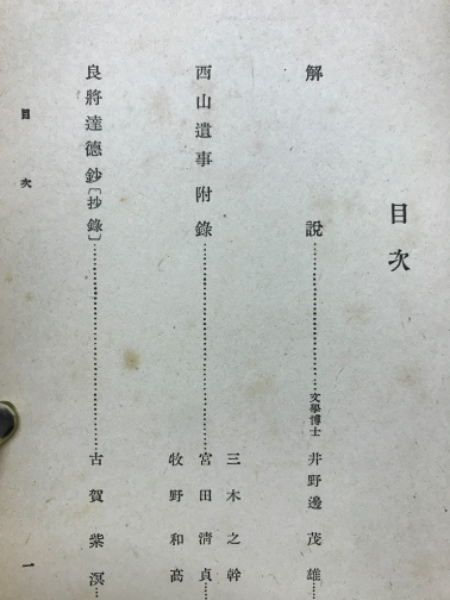 目次
解說……文學博士 井野邊茂雄…
三木之幹
西山遺事附錄……宮田清貞…
牧野和高
良將達德鈔〔抄錄〕……古賀紫溟…
目次 一